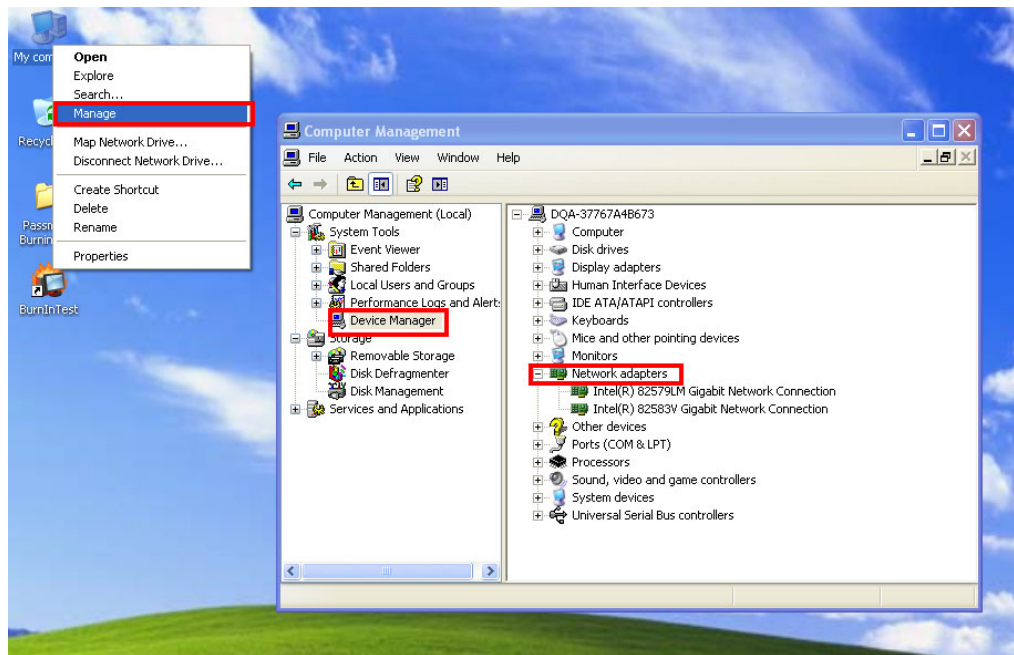 My com
Open
Explore
Search...
Manage
Map Network Drive...
Disconnect Network Drive...
Create Shortcut
Delete
Rename
Properties
Recycl
Passm
Burnin
BurnInTest
Computer Management
File Action View Window Help
Computer Management (Local)
System Tools
Event Viewer
Shared Folders
Local Users and Groups
Performance Logs and Alert
Device Manager
Storage
Removable Storage
Disk Defragmenter
Disk Management
Services and Applications
DQA-37767A4B673
Computer
Disk drives
Display adapters
Human Interface Devices
IDE ATA/ATAPI controllers
Keyboards
Mice and other pointing devices
Monitors
Network adapters
Intel(R) 82579LM Gigabit Network Connection
Intel(R) 82583V Gigabit Network Connection
Other devices
Ports (COM & LPT)
Processors
Sound, video and game controllers
System devices
Universal Serial Bus controllers